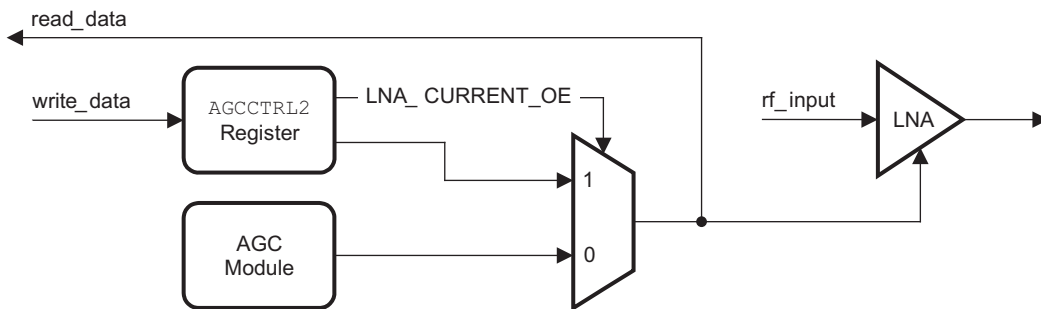 read_data
write_data
AGCCTRL2
Register
LNA_ CURRENT_OE
rf_input
LNA
1
0
AGC
Module